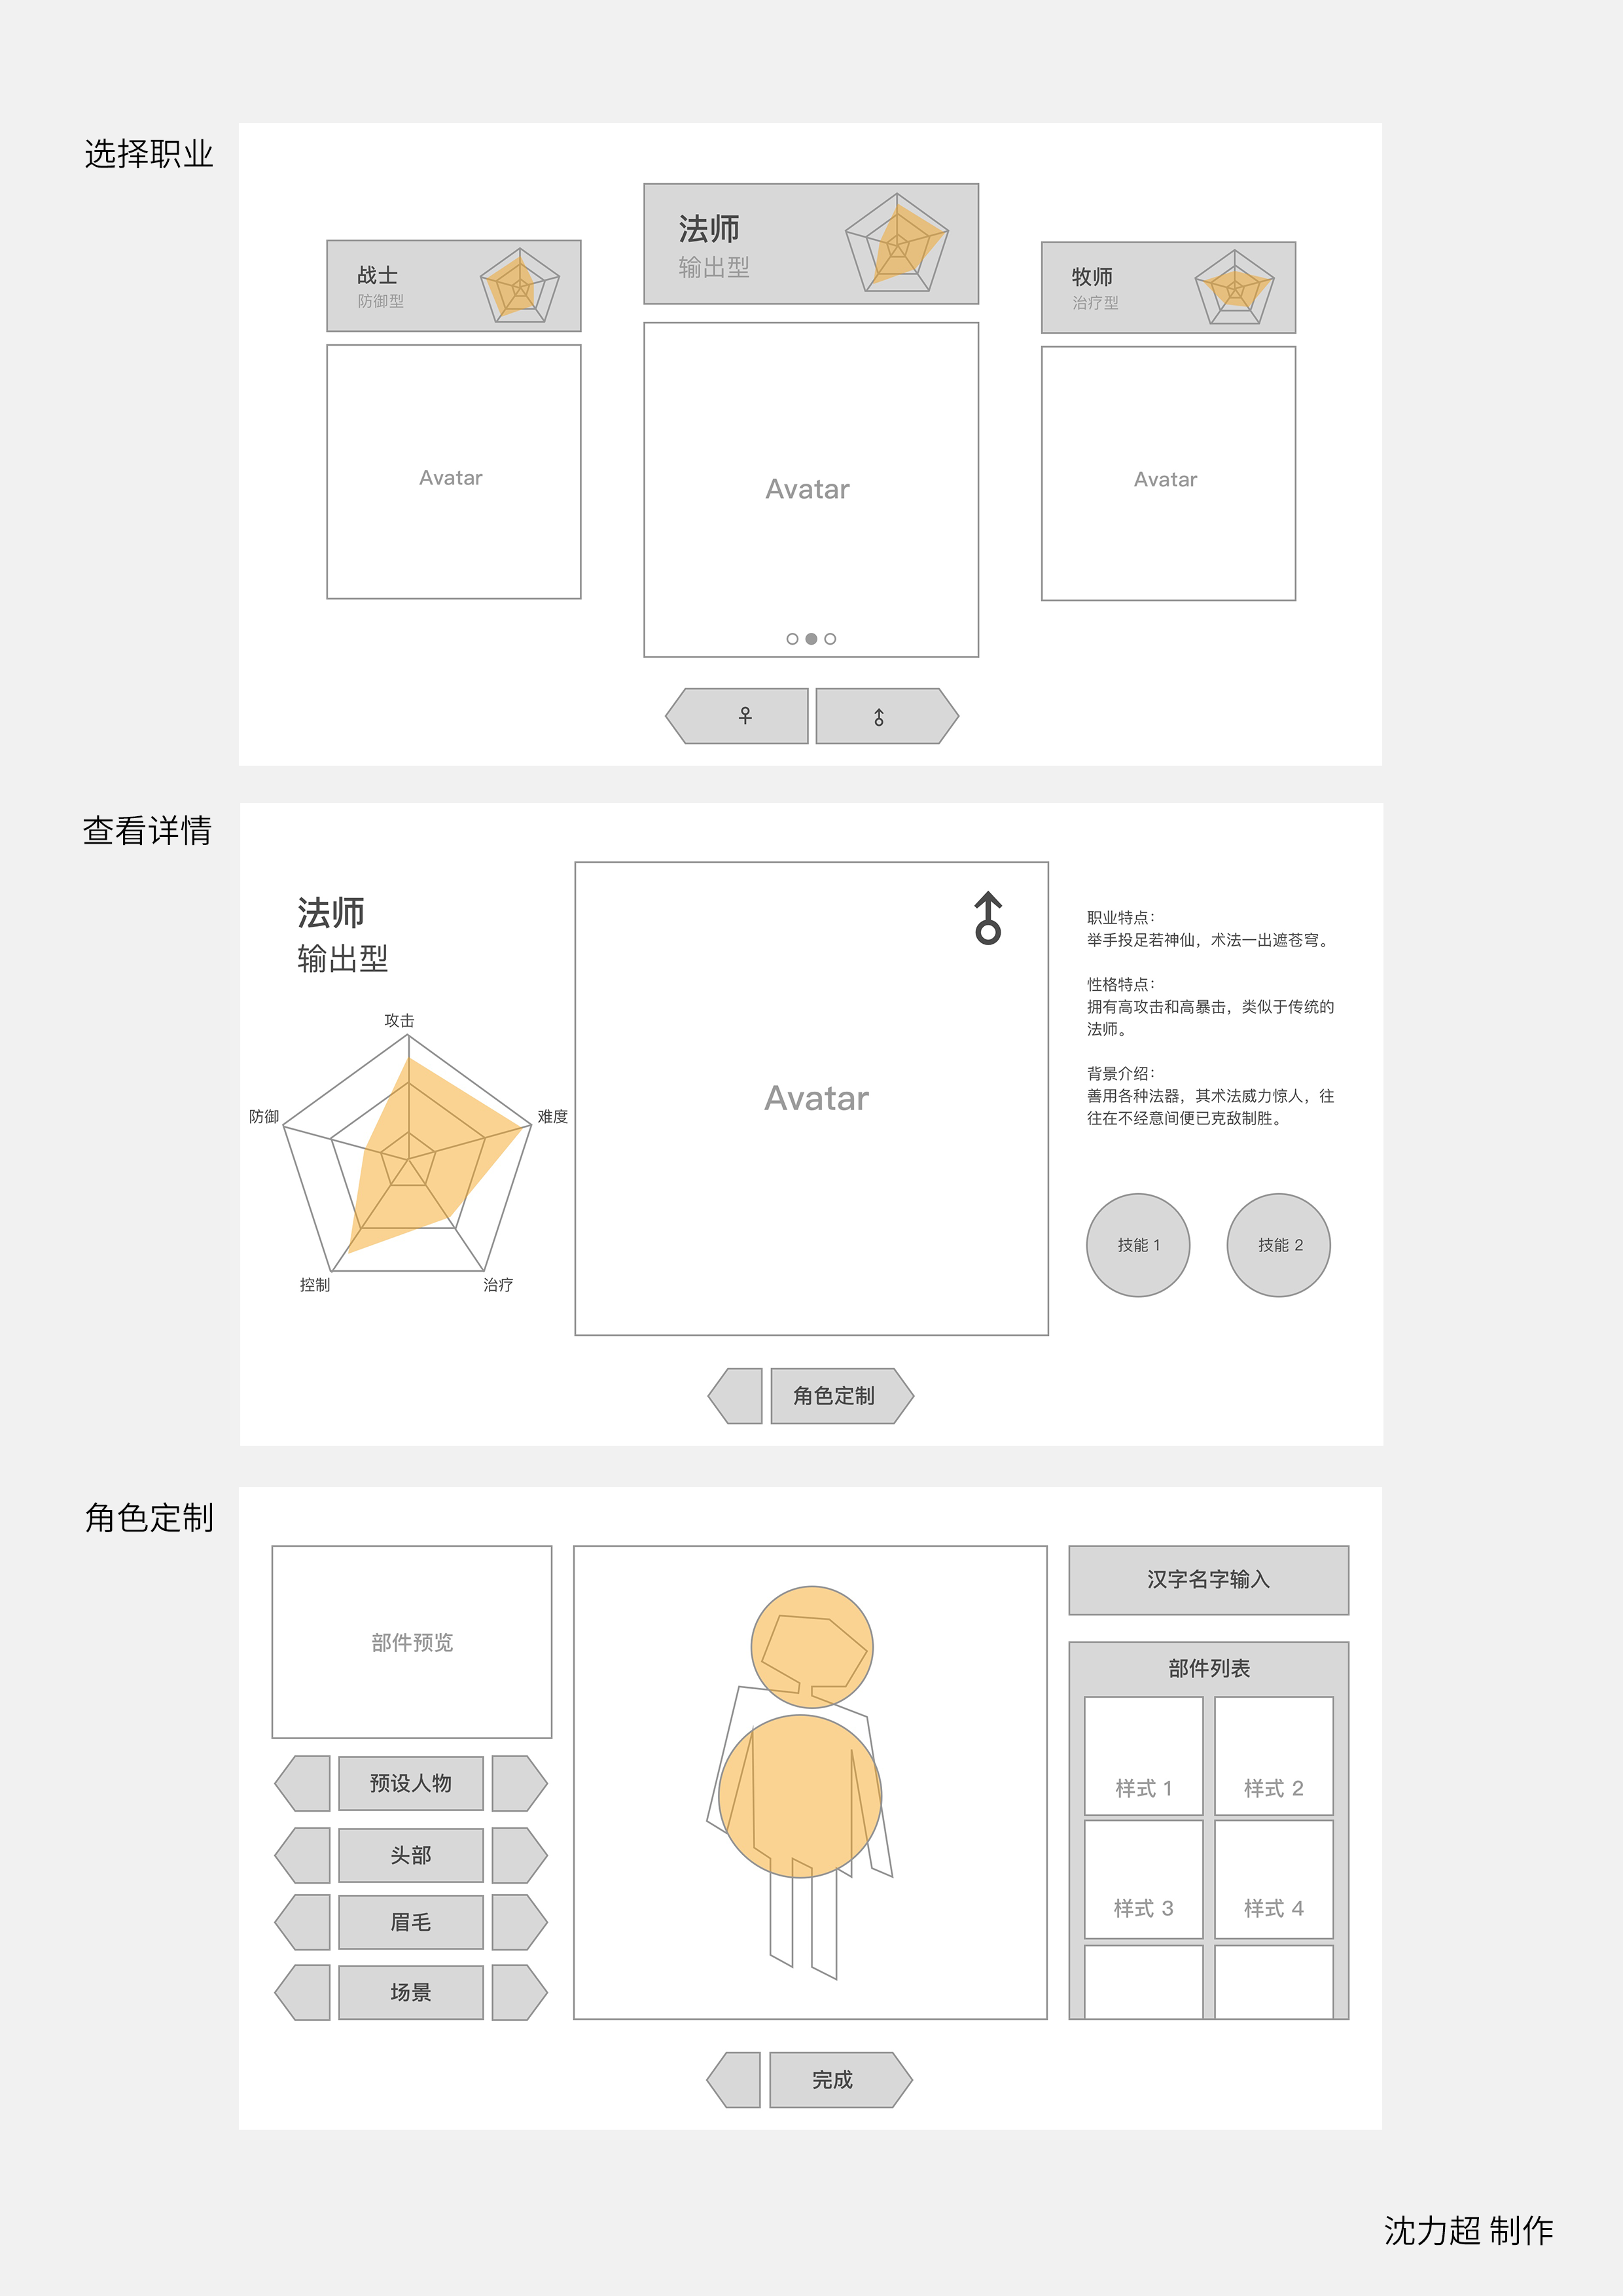 选择职业
战士
防御型
法师
输出型
牧师
治疗型
Avatar
Avatar
Avatar
♀
⚨
查看详情
法师
输出型
攻击
防御
难度
控制
治疗
Avatar
职业特点：
举手投足若神仙，术法一出遮苍穹。
性格特点：
拥有高攻击和高暴击，类似于传统的
法师。
背景介绍：
善用各种法器，其术法威力惊人，往
往在不经意间便已克敌制胜。
技能 1
技能 2
角色定制
角色定制
部件预览
预设人物
头部
眉毛
场景
汉字名字输入
部件列表
样式 1
样式 2
样式 3
样式 4
完成
沈力超 制作